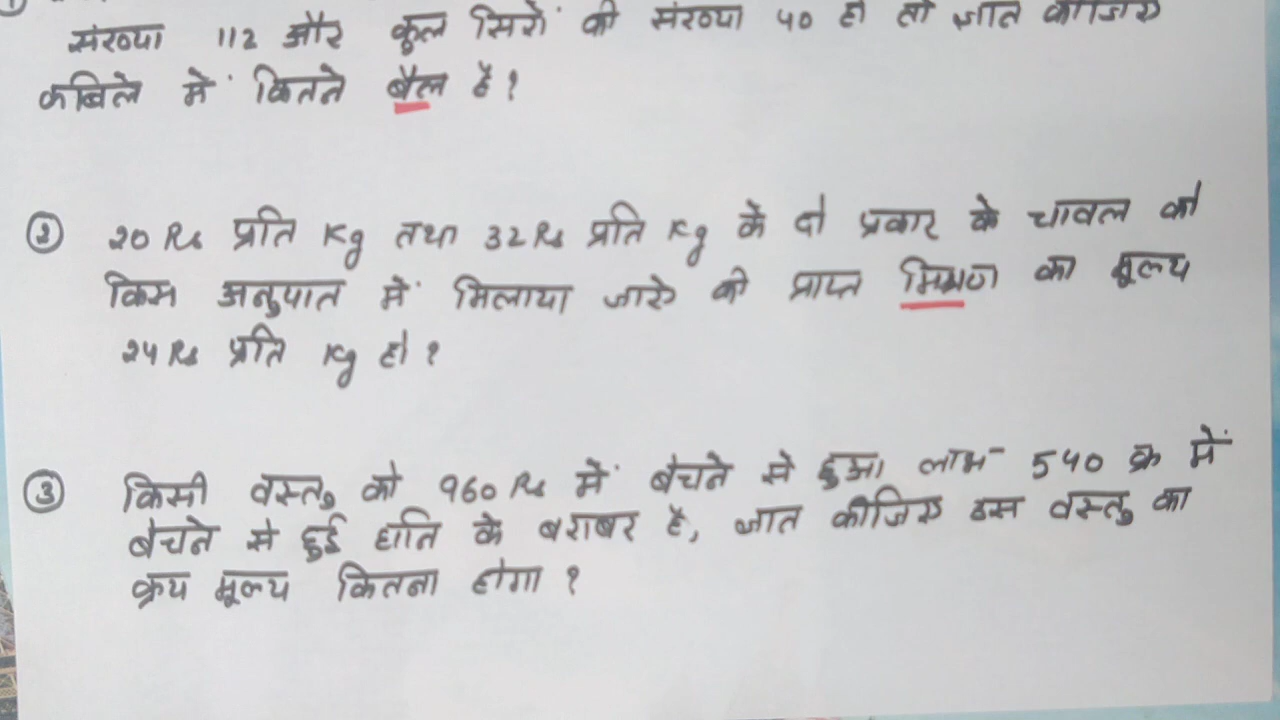 संख्या 112 और कुल सिरों की संख्या 40 हो तो ज्ञात कीजिए
कबिले में कितने बैल है ?
② 20 Rs प्रति Kg तथा 32 Rs प्रति Kg के दो प्रकार के चावल को
किस अनुपात में मिलाया जाए की प्राप्त मिश्रण का मूल्य
24 Rs प्रति Kg हो ?
③ किसी वस्तु को 960 Rs में बेचने से हुआ लाभ 540 रू में
बेचने से हुई हानि के बराबर है, ज्ञात कीजिए उस वस्तु का
क्रय मूल्य कितना होगा ?